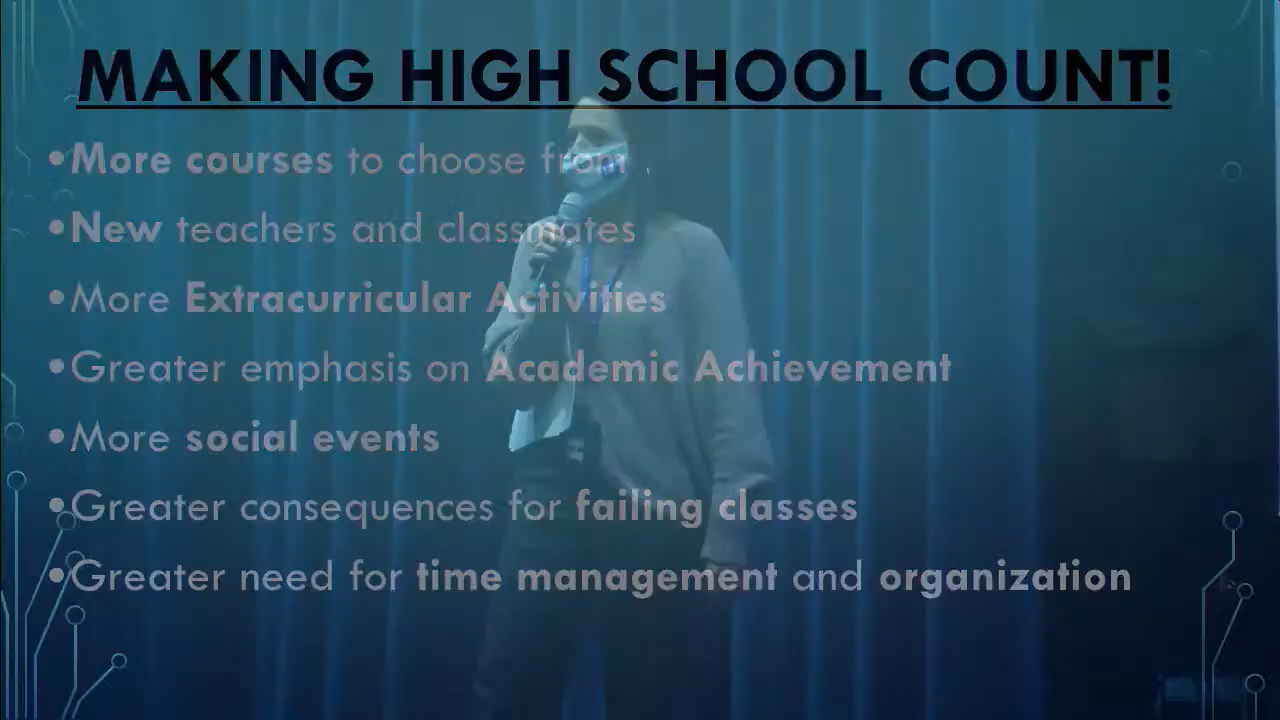 MAKING HIGH SCHOOL COUNT!
•More courses to choose from
•New teachers and classmates
•More Extracurricular Activities
•Greater emphasis on Academic Achievement
•More social events
•Greater consequences for failing classes
•Greater need for time management and organization